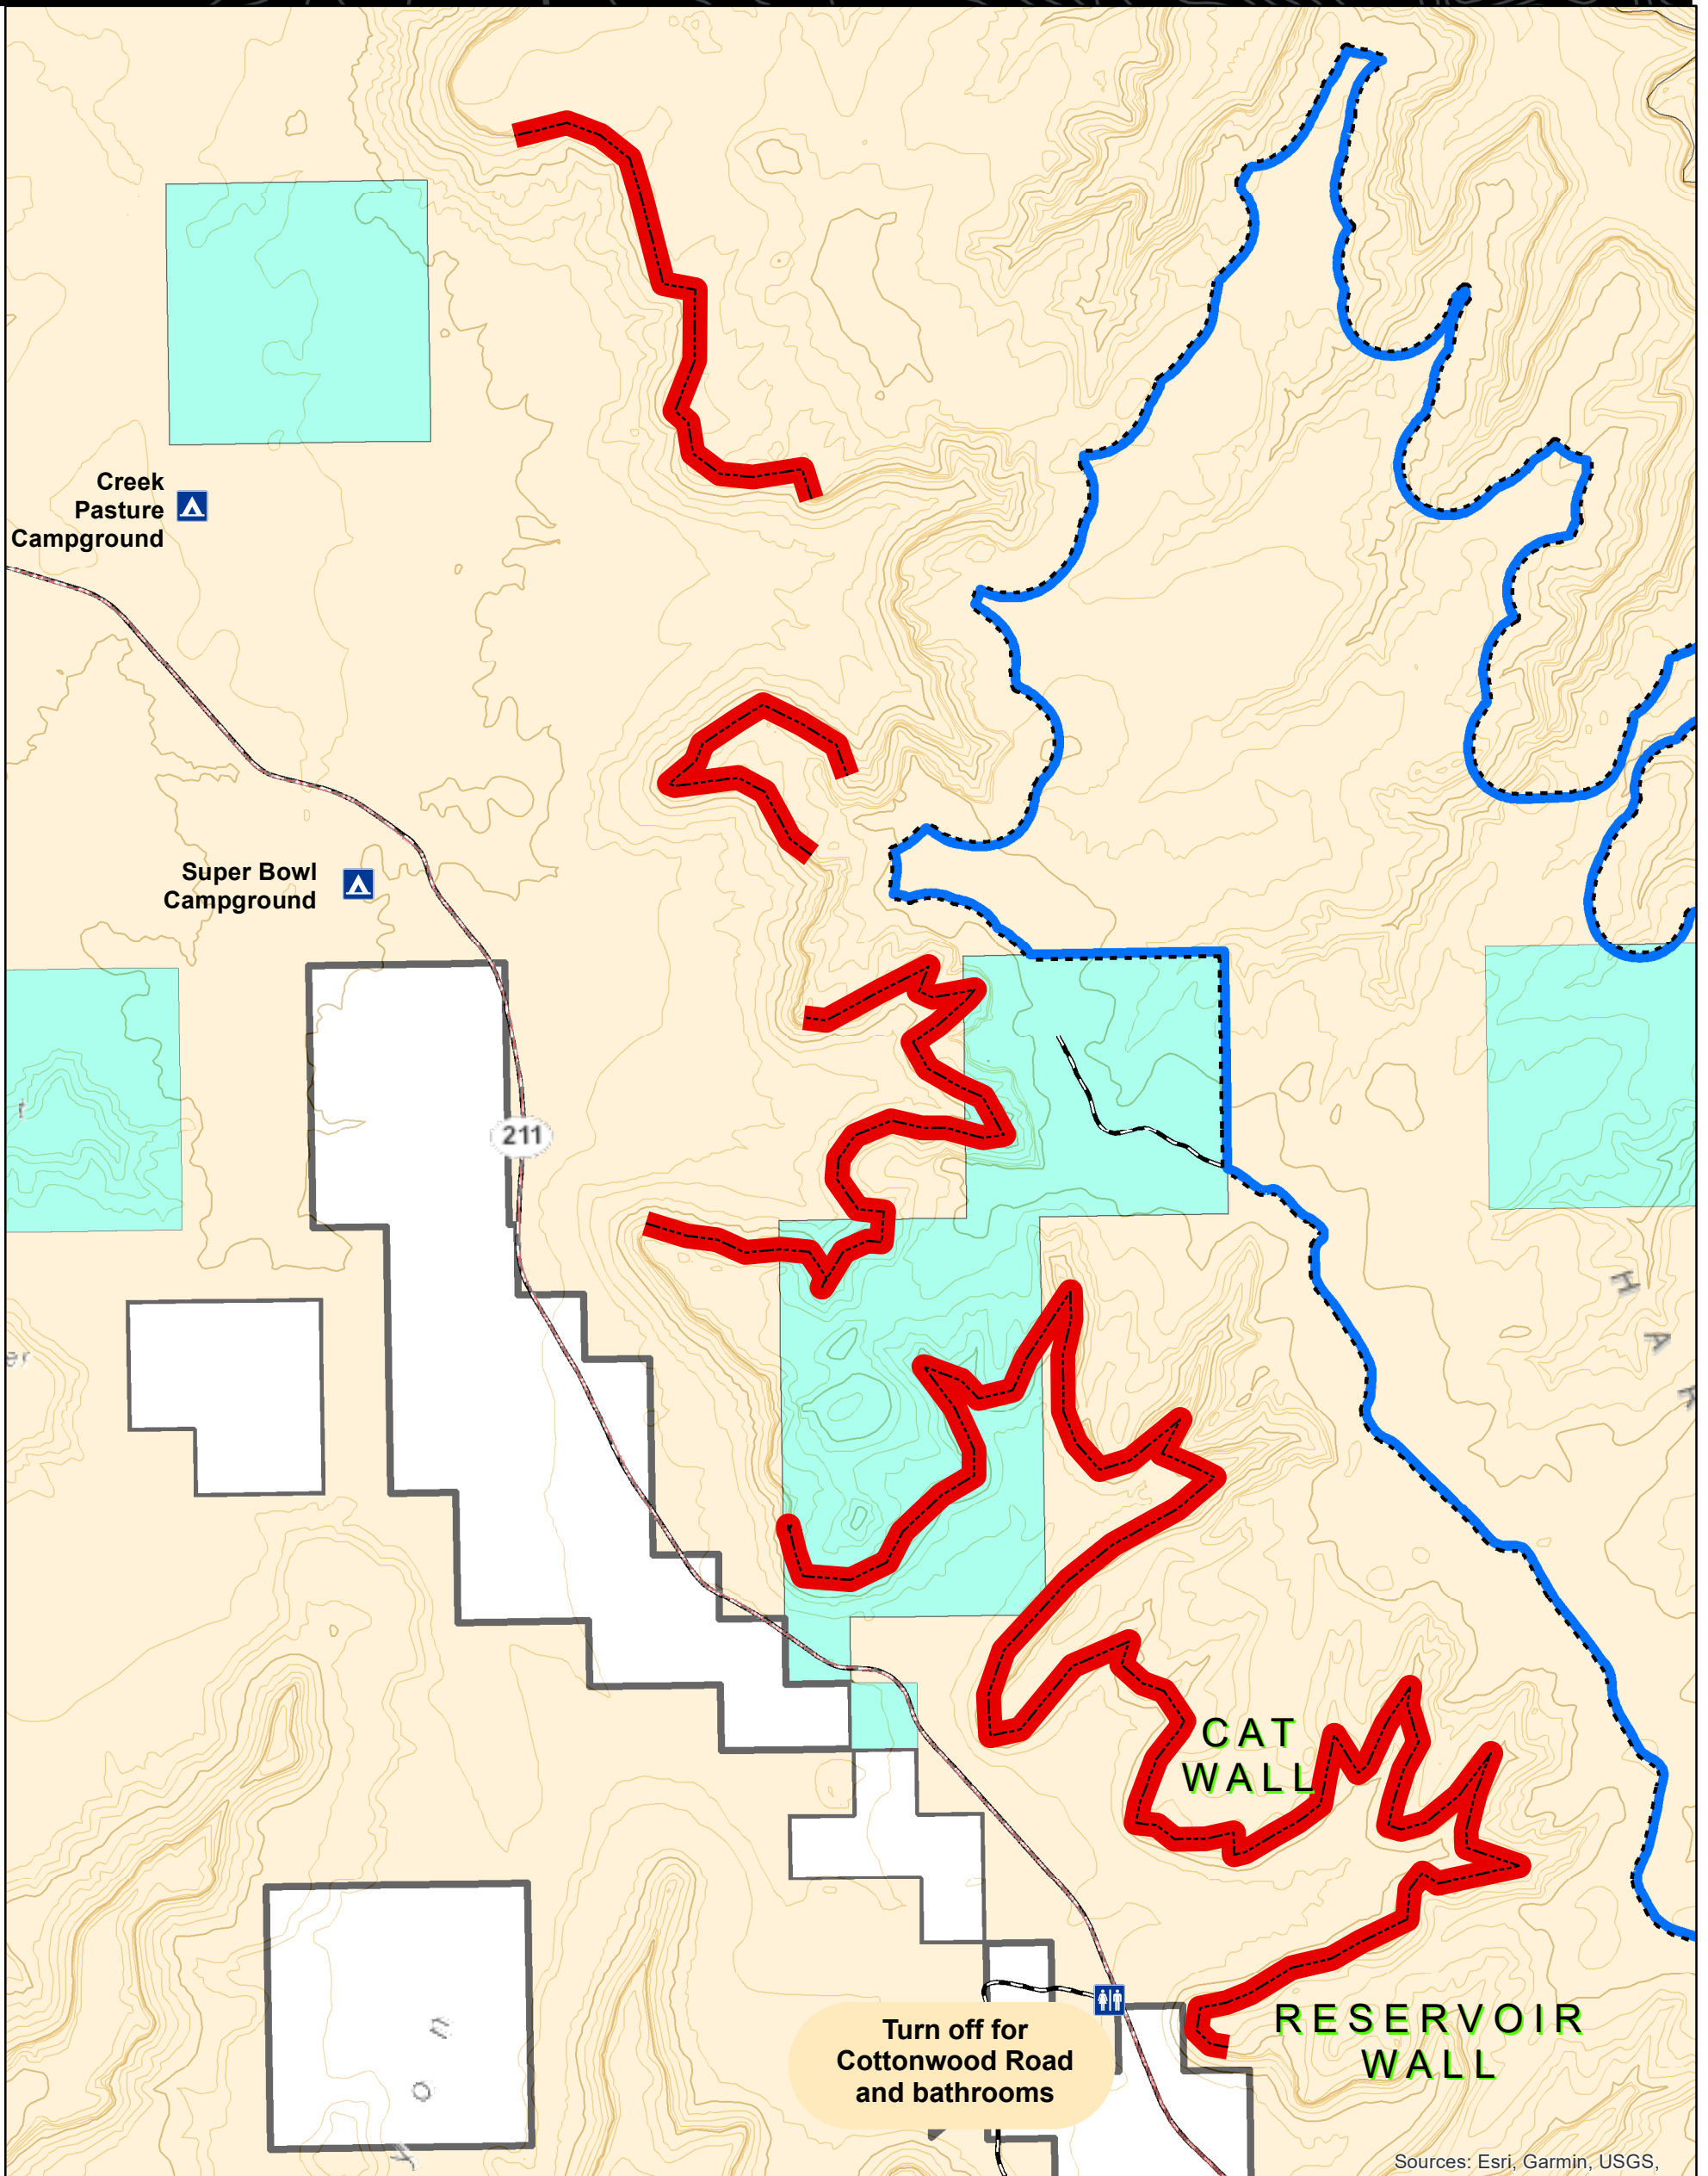 Creek
Pasture
Campground
Super Bowl
Campground
211
H
A
CAT
WALL
RESERVOIR
WALL
Turn off for
Cottonwood Road
and bathrooms
Sources: Esri, Garmin, USGS,